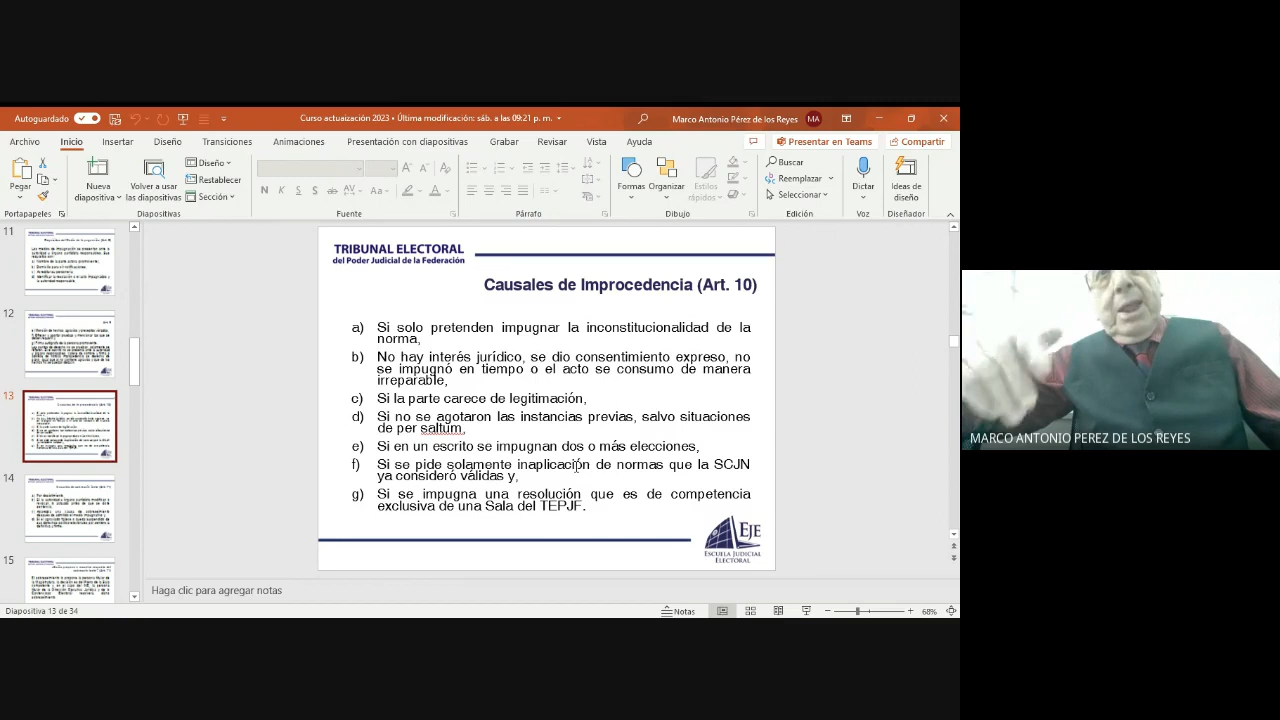 Autoguardado
Curso actuaización 2023 • Última modificación: sáb. a las 09:21 p. m.
Marco Antonio Pérez de los Reyes
MA
Archivo
Inicio
Insertar
Diseño
Transiciones
Animaciones
Presentación con diapositivas
Grabar
Revisar
Vista
Ayuda
Presentar en Teams
Compartir
Pegar
Nueva diapositiva
Volver a usar las diapositivas
Diseño
Restablecer
Sección
Formas
Organizar
Estilos rápidos
Buscar
Reemplazar
Seleccionar
Dictar
Ideas de diseño
Portapapeles
Diapositivas
Fuente
Párrafo
Dibujo
Edición
Voz
Diseñador
11
12
13
14
15
TRIBUNAL ELECTORAL
del Poder Judicial de la Federación
Causales de Improcedencia (Art. 10)
a) Si solo pretenden impugnar la inconstitucionalidad de la
norma,
b) No hay interés jurídico, se dio consentimiento expreso, no
se impugnó en tiempo o el acto se consumo de manera
irreparable,
c) Si la parte carece de legitimación,
d) Si no se agotaron las instancias previas, salvo situaciones
de per saltum,
e) Si en un escrito se impugnan dos o más elecciones,
f) Si se pide solamente inaplicación de normas que la SCJN
ya consideró válidas y,
g) Si se impugna una resolución que es de competencia
exclusiva de una Sala del TEPJF.
EJE
ESCUELA JUDICIAL
ELECTORAL
Haga clic para agregar notas
Diapositiva 13 de 34
Notas
68%
MARCO ANTONIO PEREZ DE LOS REYES